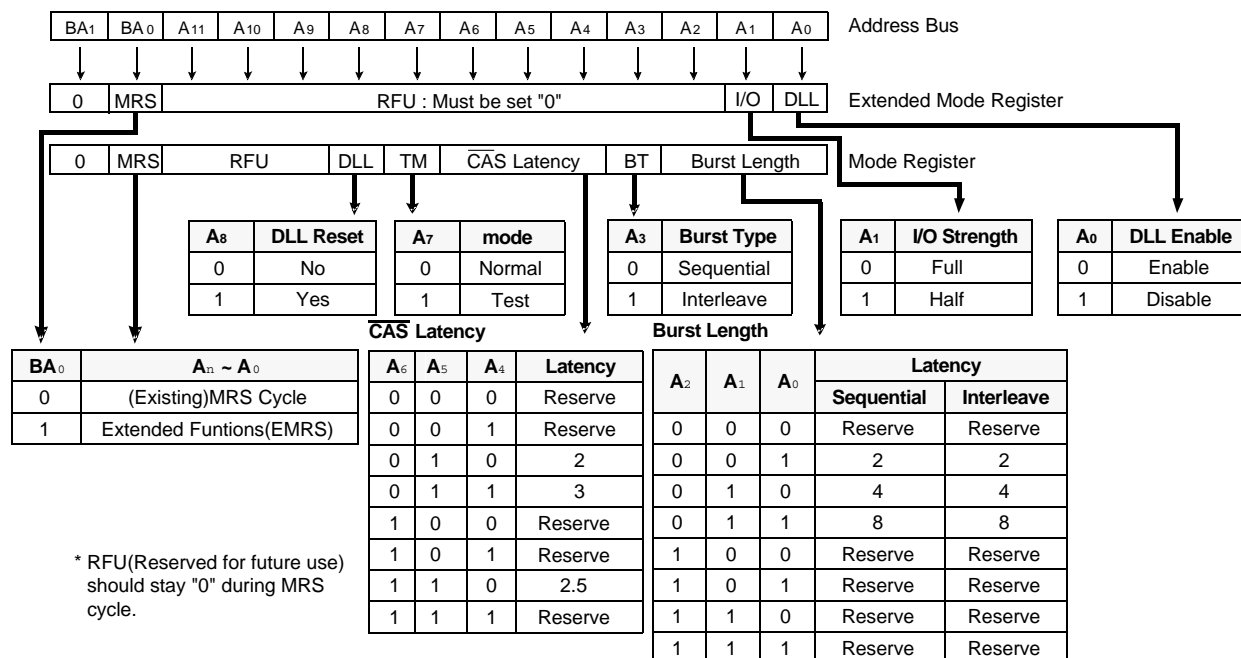 BA1 BA0 A11 A10 A9 A8 A7 A6 A5 A4 A3 A2 A1 A0 Address Bus
0 MRS RFU : Must be set "0" I/O DLL Extended Mode Register
0 MRS RFU DLL TM CAS Latency BT Burst Length Mode Register
A8 DLL Reset
0 No
1 Yes
A7 mode
0 Normal
1 Test
A3 Burst Type
0 Sequential
1 Interleave
A1 I/O Strength
0 Full
1 Half
A0 DLL Enable
0 Enable
1 Disable
BA0 An ~ A0
0 (Existing)MRS Cycle
1 Extended Funtions(EMRS)
CAS Latency
A6 A5 A4 Latency
0 0 0 Reserve
0 0 1 Reserve
0 1 0 2
0 1 1 3
1 0 0 Reserve
1 0 1 Reserve
1 1 0 2.5
1 1 1 Reserve
Burst Length
A2 A1 A0 Latency
Sequential Interleave
0 0 0 Reserve Reserve
0 0 1 2 2
0 1 0 4 4
0 1 1 8 8
1 0 0 Reserve Reserve
1 0 1 Reserve Reserve
1 1 0 Reserve Reserve
1 1 1 Reserve Reserve
* RFU(Reserved for future use)
should stay "0" during MRS
cycle.